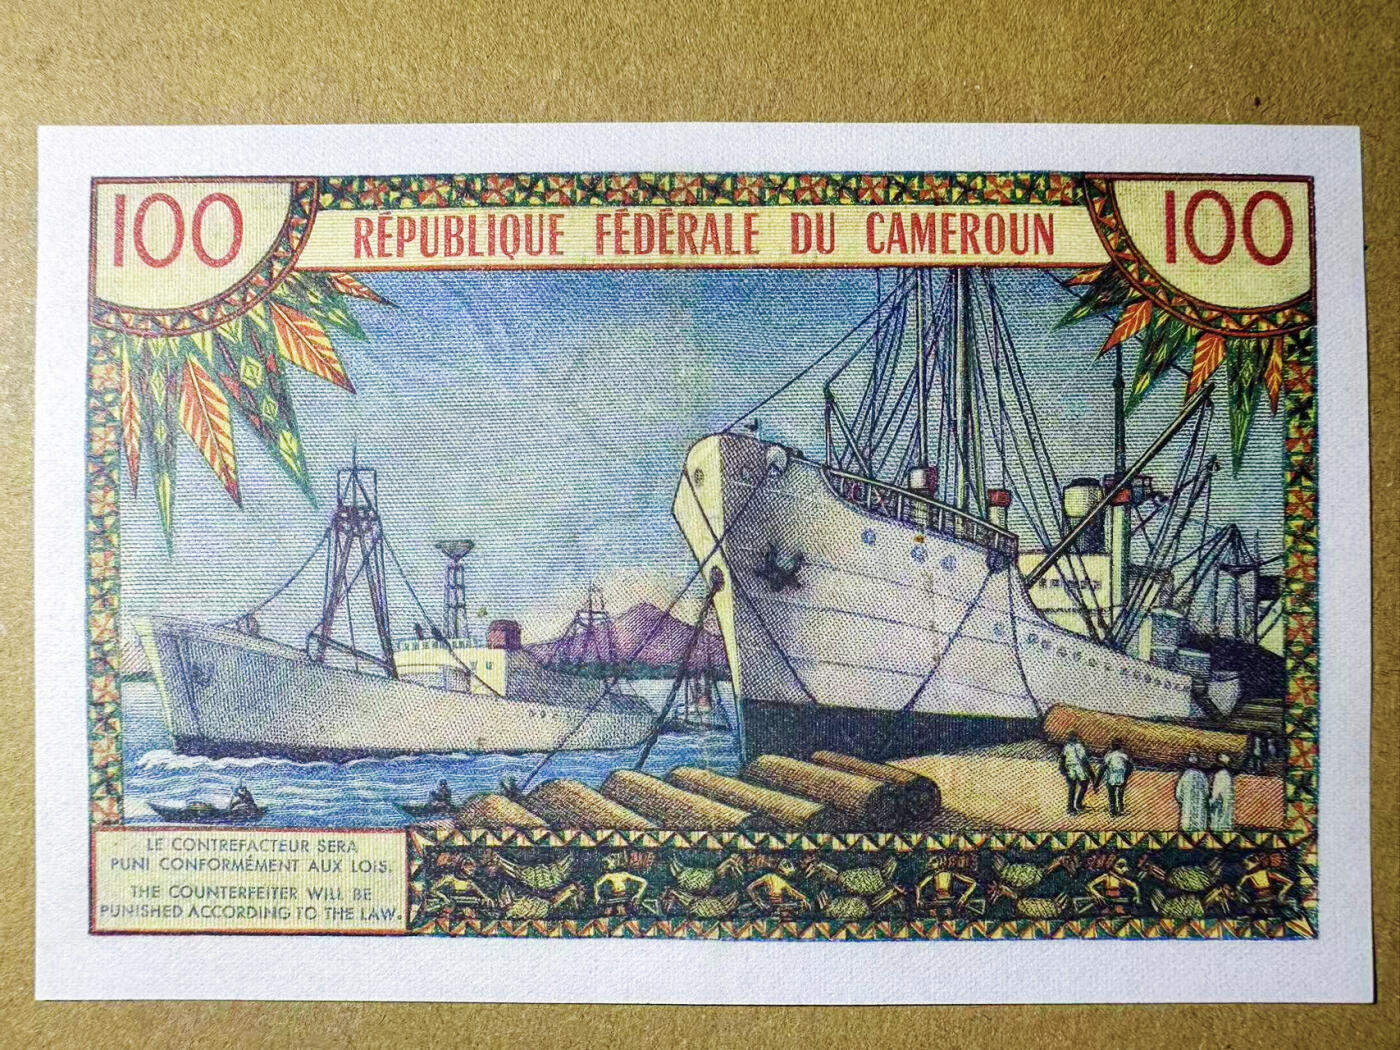 100
RÉPUBLIQUE FÉDÉRALE DU CAMEROUN
100
LE CONTREFACTEUR SERA
PUNI CONFORMÉMENT AUX LOIS.
THE COUNTERFEITER WILL BE
PUNISHED ACCORDING TO THE LAW.